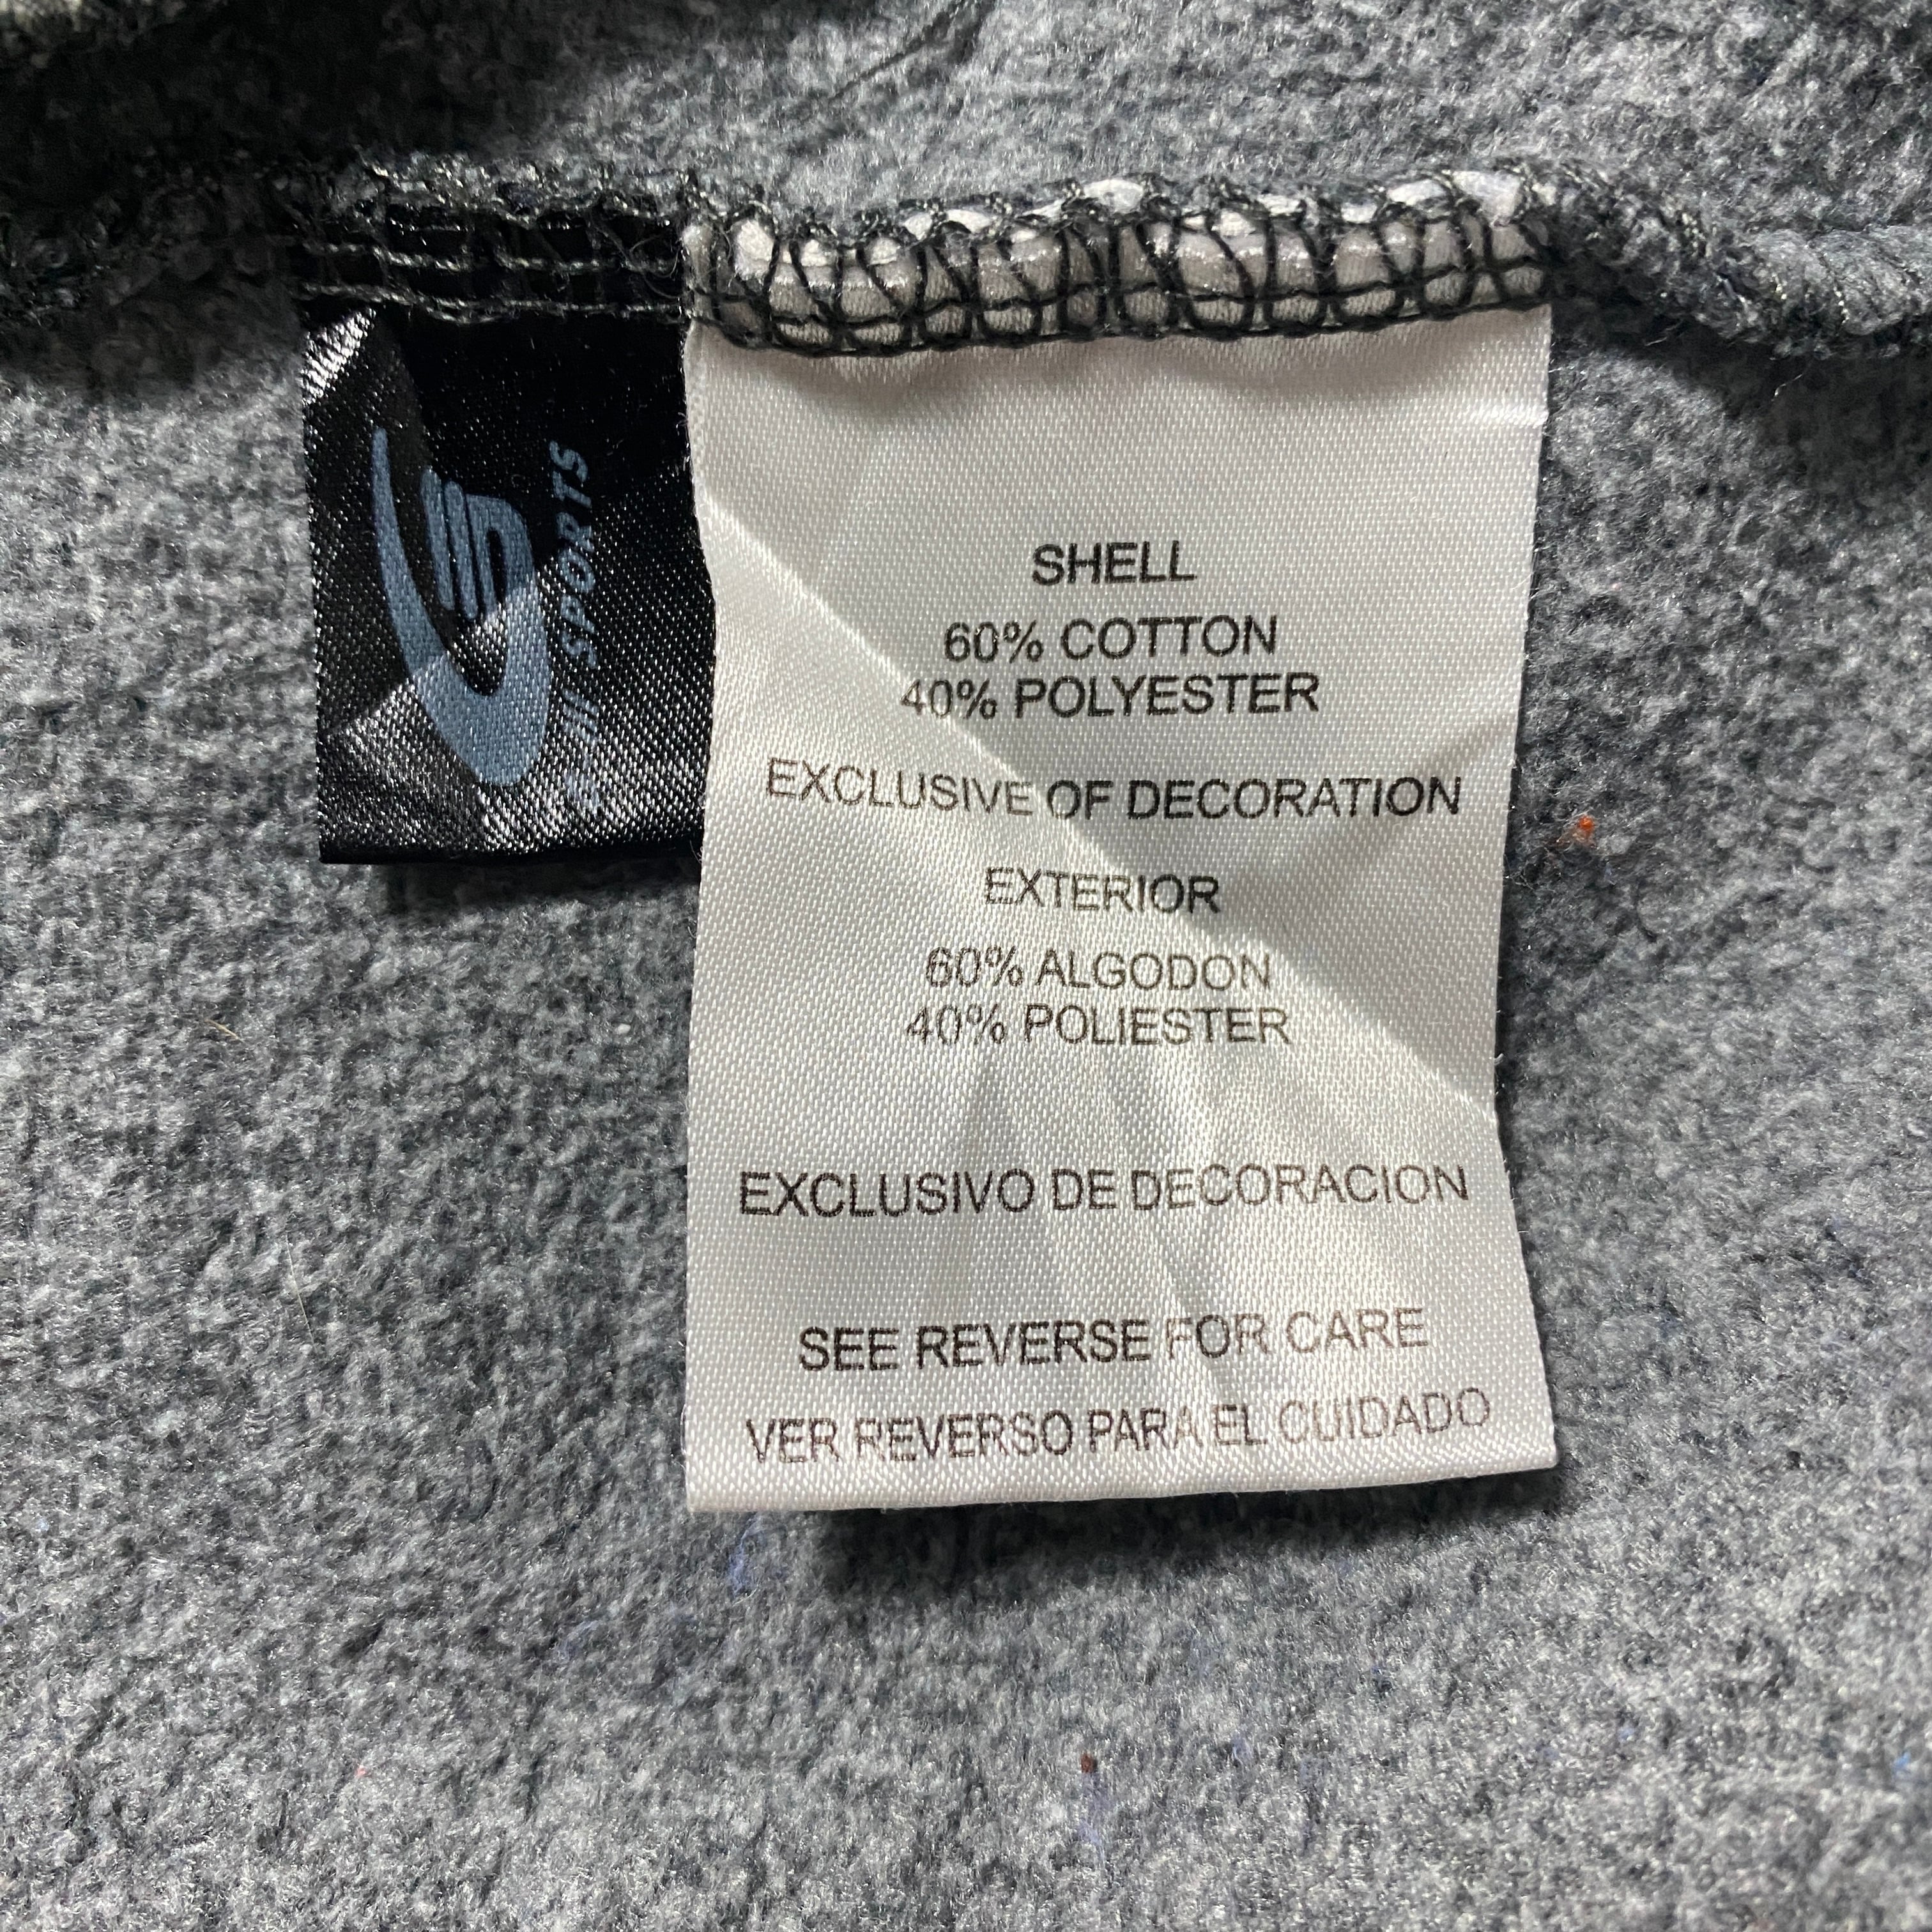 SHELL
60% COTTON
40% POLYESTER
EXCLUSIVE OF DECORATION
EXTERIOR
60% ALGODON
40% POLIESTER
EXCLUSIVO DE DECORACION
SEE REVERSE FOR CARE
VER REVERSO PARA EL CUIDADO
SPORTS